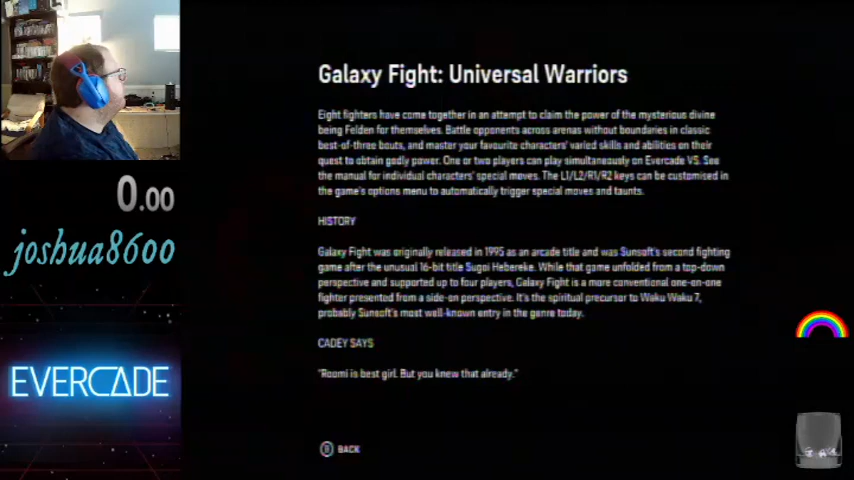 Galaxy Fight: Universal Warriors
Eight fighters have come together in an attempt to claim the power of the mysterious divine
being Felden for themselves. Battle opponents across arenas without boundaries in classic
best-of-three bouts, and master your favourite characters' varied skills and abilities on their
quest to obtain godly power. One or two players can play simultaneously on Evercade VS. See
the manual for individual characters' special moves. The L1/L2/R1/R2 keys can be customised in
the game's options menu to automatically trigger special moves and taunts.
HISTORY
Galaxy Fight was originally released in 1995 as an arcade title and was Sunsoft's second fighting
game after the unusual 16-bit title Sugoi Hebereke. While that game unfolded from a top-down
perspective and supported up to four players, Galaxy Fight is a more conventional one-on-one
fighter presented from a side-on perspective. It's the spiritual precursor to Waku Waku 7,
probably Sunsoft's most well-known entry in the genre today.
CADEY SAYS
"Roomi is best girl. But you knew that already."
BACK
0.00
joshua8600
EVERCADE